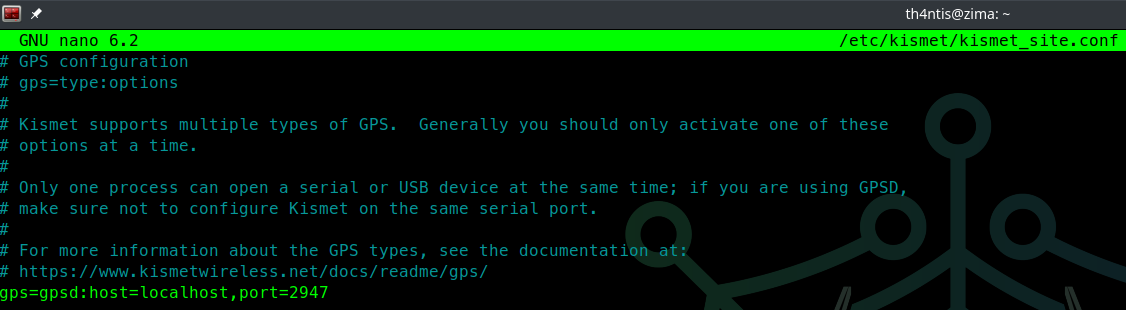 th4ntis@zima: ~
GNU nano 6.2 /etc/kismet/kismet_site.conf
# GPS configuration
# gps=type:options
#
# Kismet supports multiple types of GPS.  Generally you should only activate one of these
# options at a time.
#
# Only one process can open a serial or USB device at the same time; if you are using GPSD,
# make sure not to configure Kismet on the same serial port.
#
# For more information about the GPS types, see the documentation at:
# https://www.kismetwireless.net/docs/readme/gps/
gps=gpsd:host=localhost,port=2947